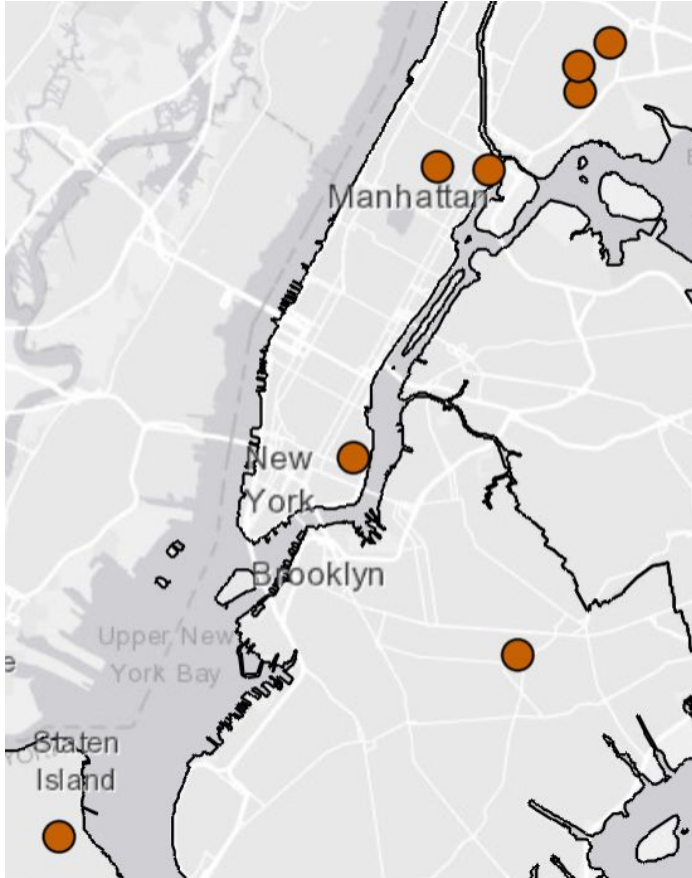 Manhattan
New
York
Brooklyn
Upper New
York Bay
e
Staten
Island